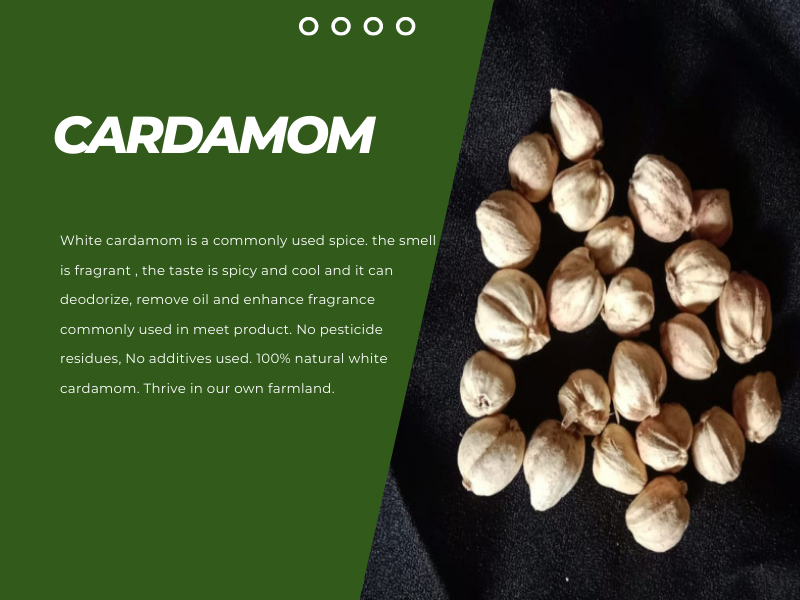 CARDAMOM
White cardamom is a commonly used spice. the smell
is fragrant , the taste is spicy and cool and it can
deodorize, remove oil and enhance fragrance
commonly used in meet product. No pesticide
residues, No additives used. 100% natural white
cardamom. Thrive in our own farmland.